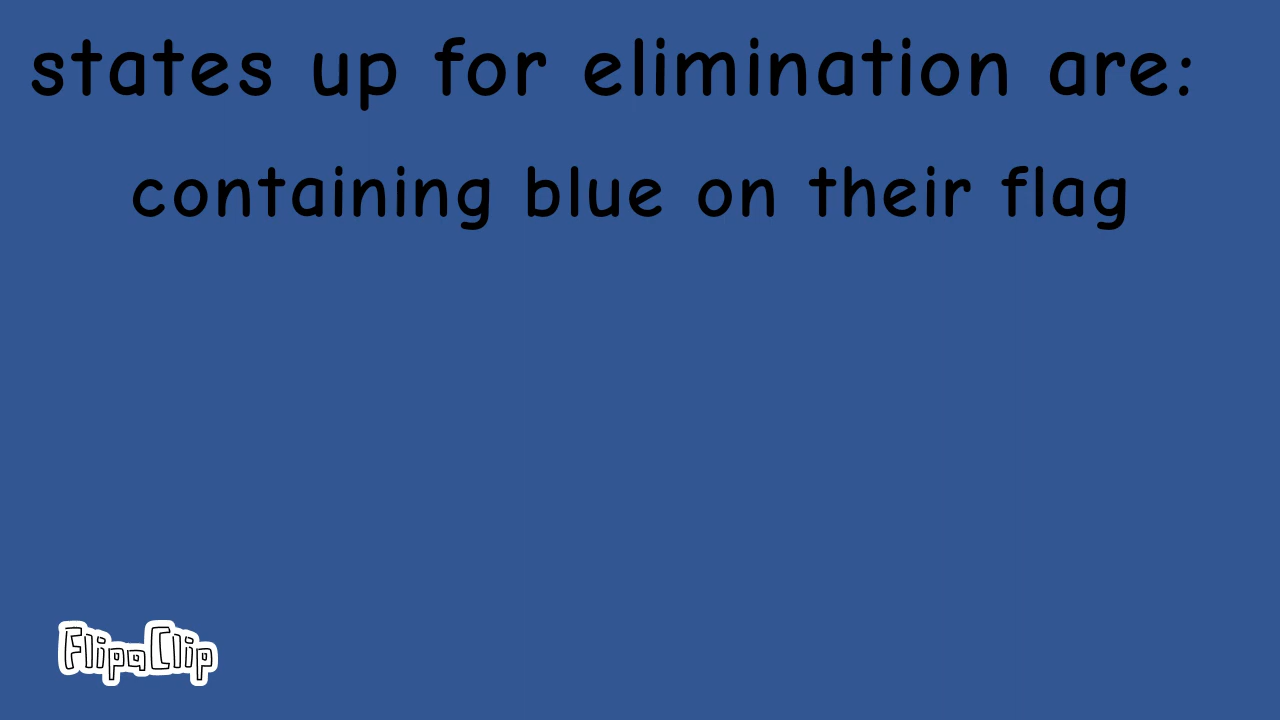 states up for elimination are:
containing blue on their flag
FlipaClip